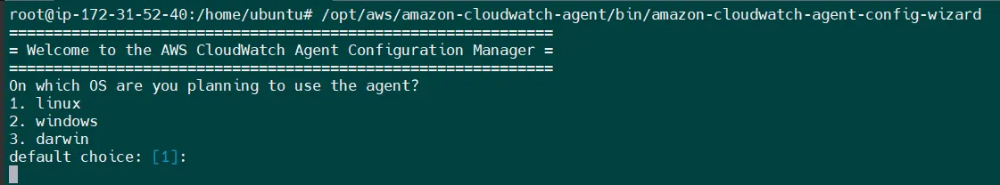 root@ip-172-31-52-40:/home/ubuntu# /opt/aws/amazon-cloudwatch-agent/bin/amazon-cloudwatch-agent-config-wizard
=============================================================
= Welcome to the AWS CloudWatch Agent Configuration Manager =
=============================================================
On which OS are you planning to use the agent?
1. linux
2. windows
3. darwin
default choice: [1]: